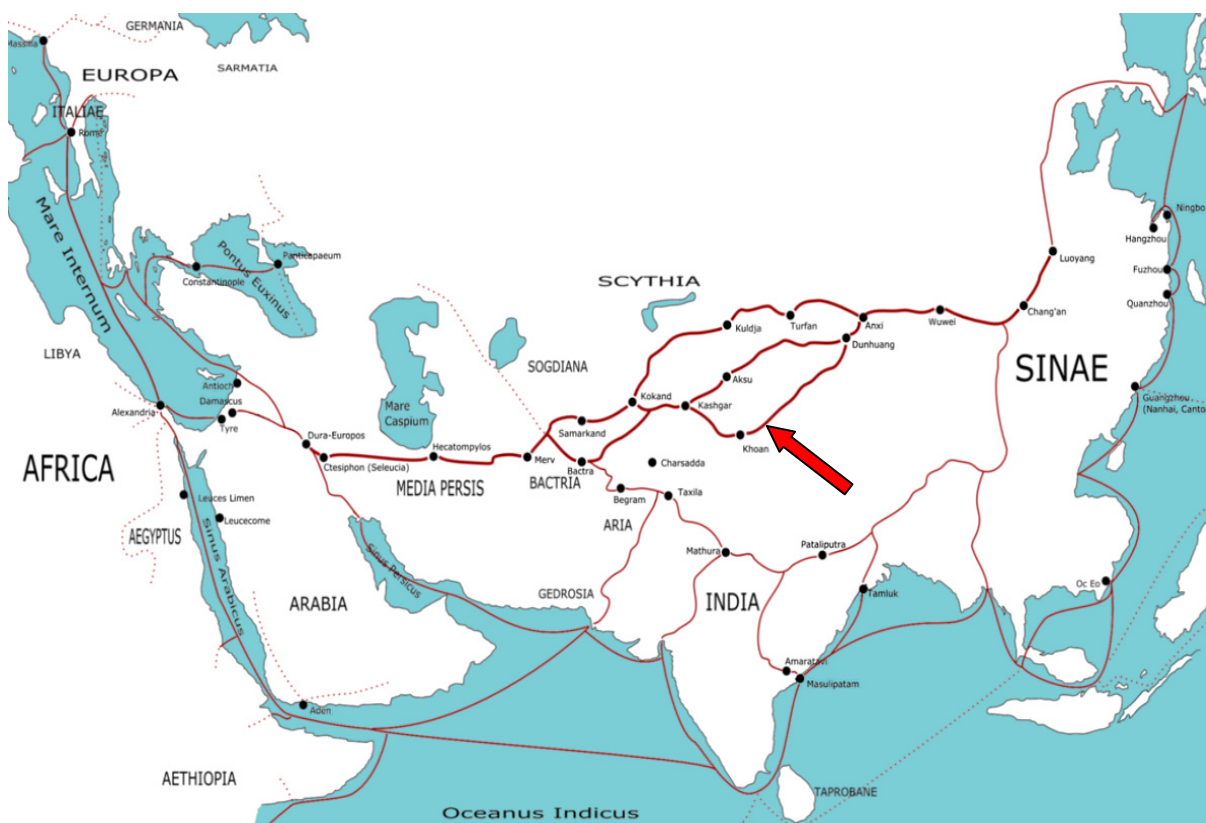 GERMANIA
Massilia
SARMATIA
EUROPA
ITALIAE
Rome
Mare Internum
Pontus Euxinus
Panticapaeum
Constantinople
SCYTHIA
Ningbo
Hangzhou
Luoyang
Fuzhou
Quanzhou
Chang'an
Wuwei
Anxi
Turfan
Kuldja
Dunhuang
LIBYA
SOGDIANA
SINAE
Antioch
Damascus
Aksu
Kokand
Kashgar
Mare
Caspium
Guangzhou
(Nanhai, Canto
Alexandria
Tyre
Samarkand
Dura-Europos
Khoan
Hecatompylos
Merv
Bactra
Charsadda
Ctesiphon (Seleucia)
AFRICA
MEDIA PERSIS
BACTRIA
Begram
Taxila
Leuces Limen
Leucecome
ARIA
AEGYPTUS
Sinus Arabicus
Sinus Persicus
Mathura
Pataliputra
Oc Eo
GEDROSIA
Tamluk
ARABIA
INDIA
Amaratavi
Masulipatam
Aden
AETHIOPIA
TAPROBANE
Oceanus Indicus